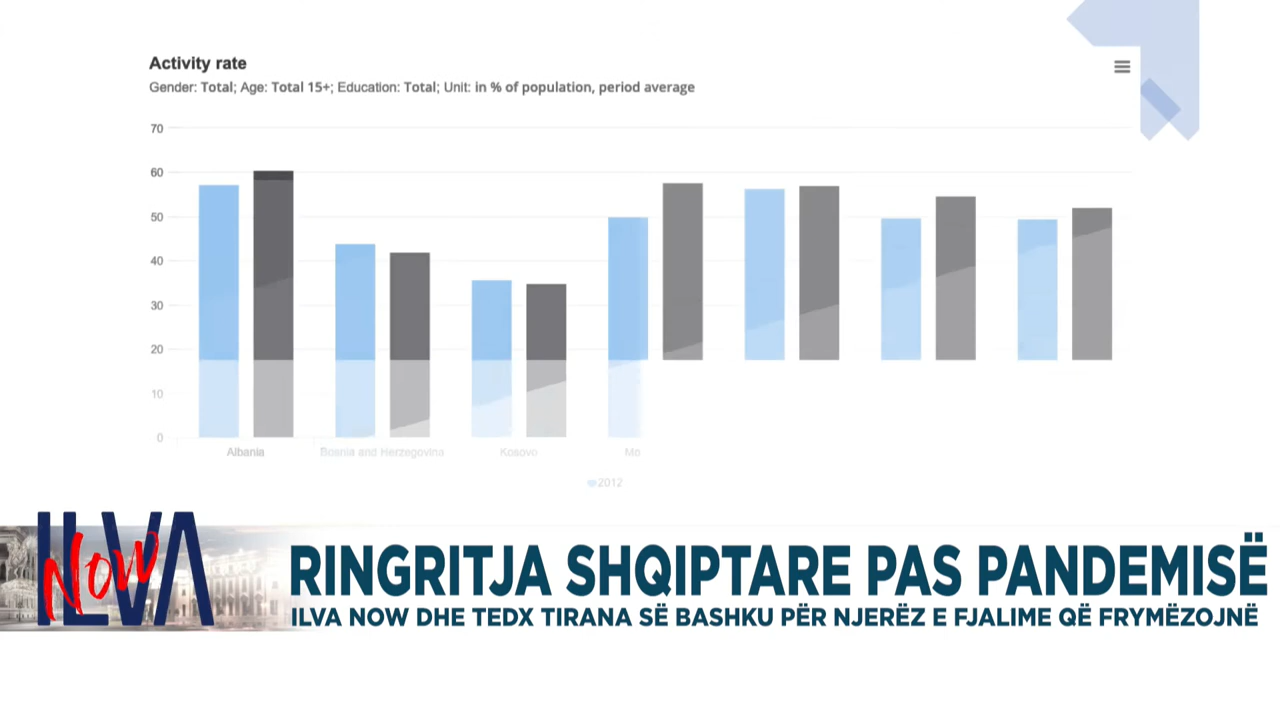 Activity rate
Gender: Total; Age: Total 15+; Education: Total; Unit: in % of population, period average
70
60
50
40
30
20
10
0
Albania Bosnia and Herzegovina Kosovo Mo
2012
ILVA
Now
RINGRITJA SHQIPTARE PAS PANDEMISË
ILVA NOW DHE TEDX TIRANA SË BASHKU PËR NJERËZ E FJALIME QË FRYMËZOJNË